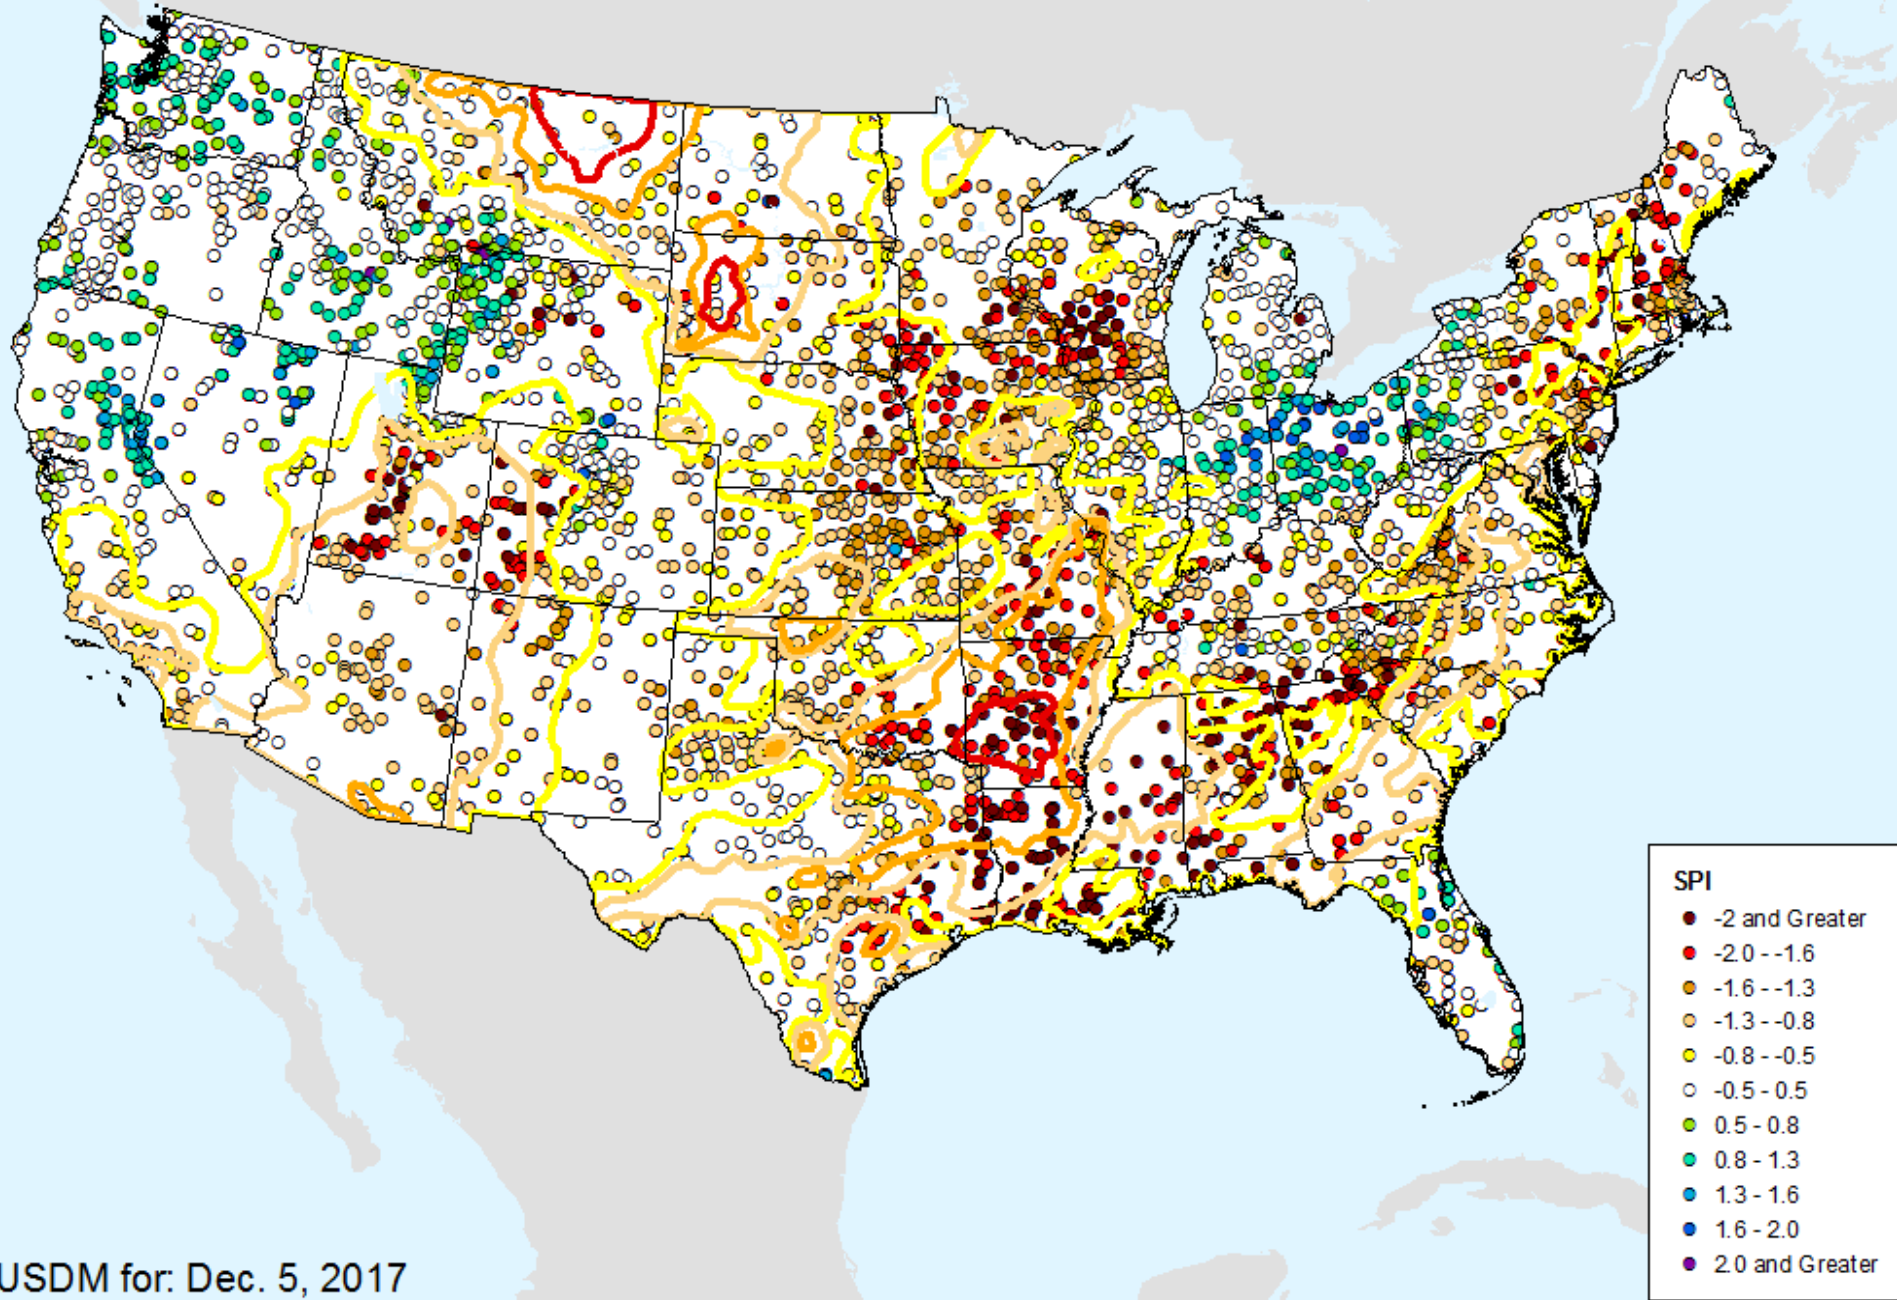 SPI
-2 and Greater
-2.0 - -1.6
-1.6 - -1.3
-1.3 - -0.8
-0.8 - -0.5
-0.5 - 0.5
0.5 - 0.8
0.8 - 1.3
1.3 - 1.6
1.6 - 2.0
2.0 and Greater
USDM for: Dec. 5, 2017